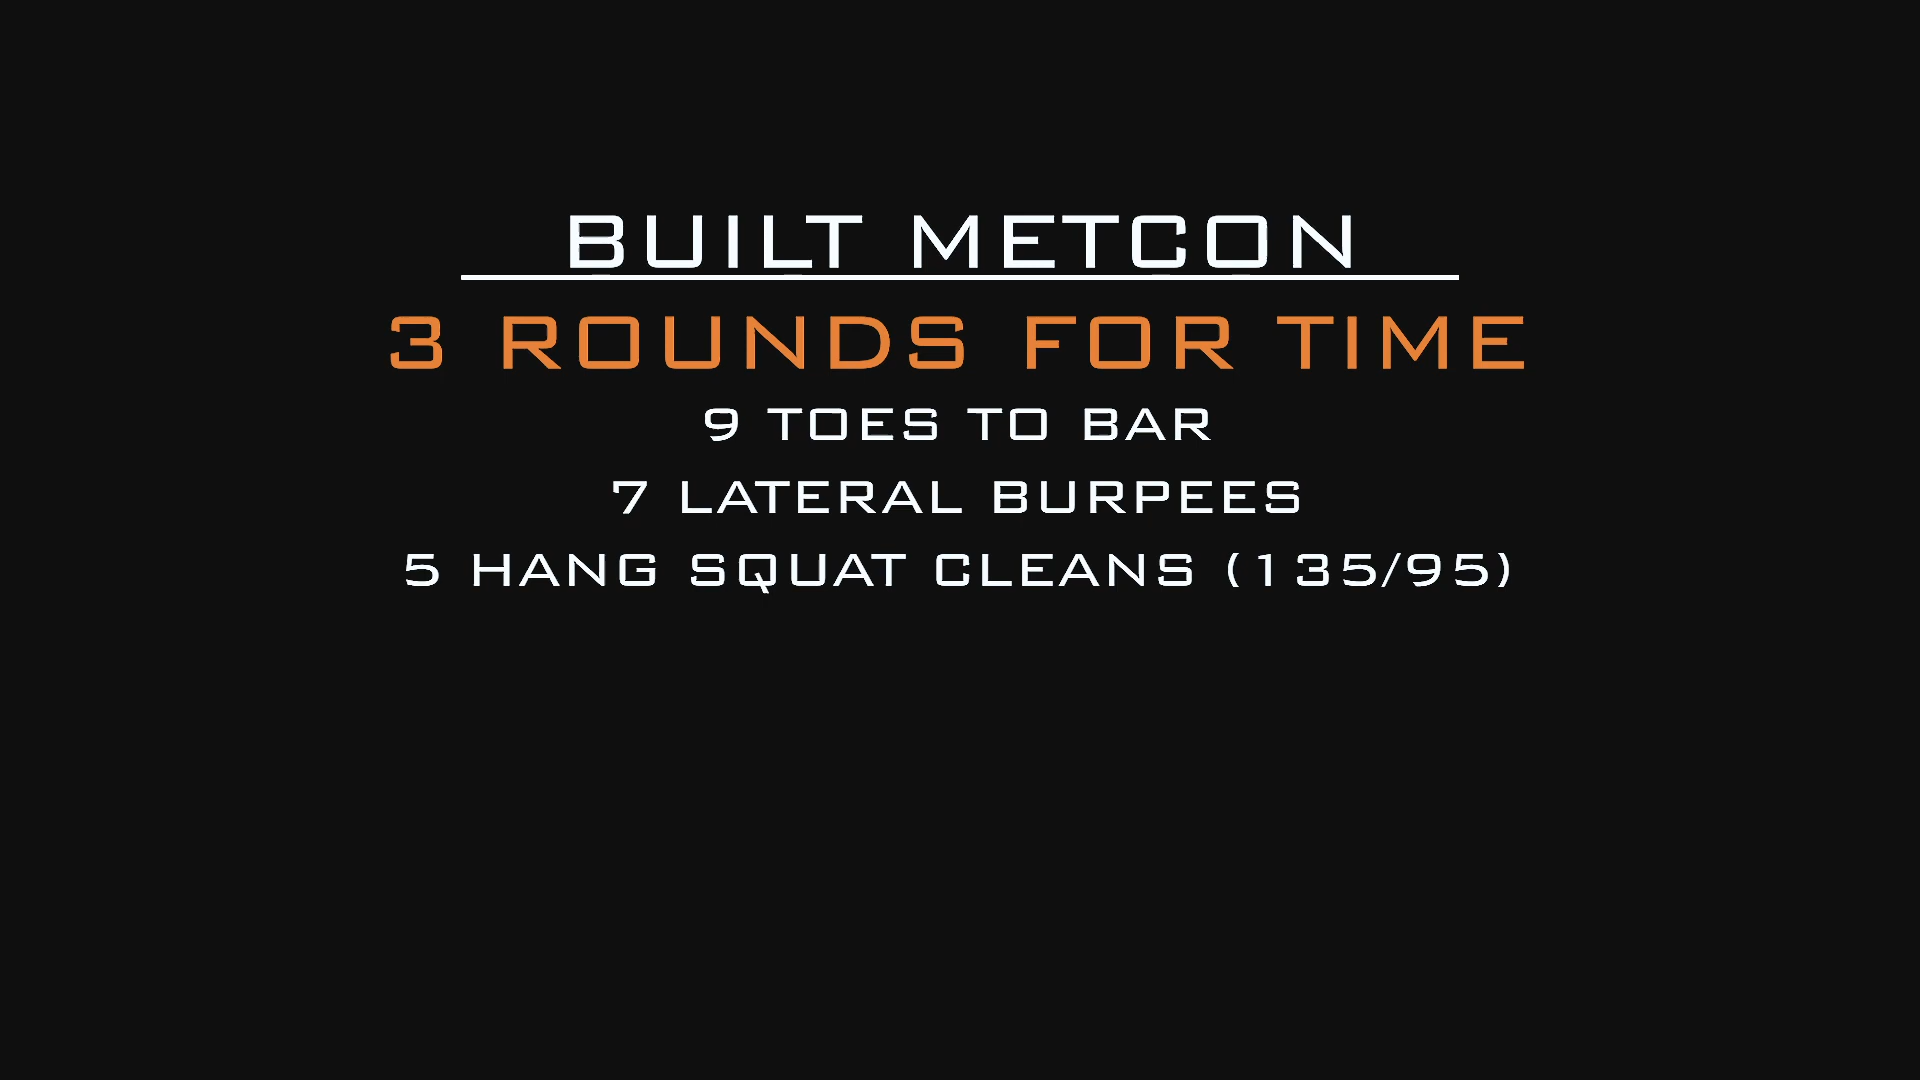 BUILT METCON
3 ROUNDS FOR TIME
9 TOES TO BAR
7 LATERAL BURPEES
5 HANG SQUAT CLEANS (135/95)